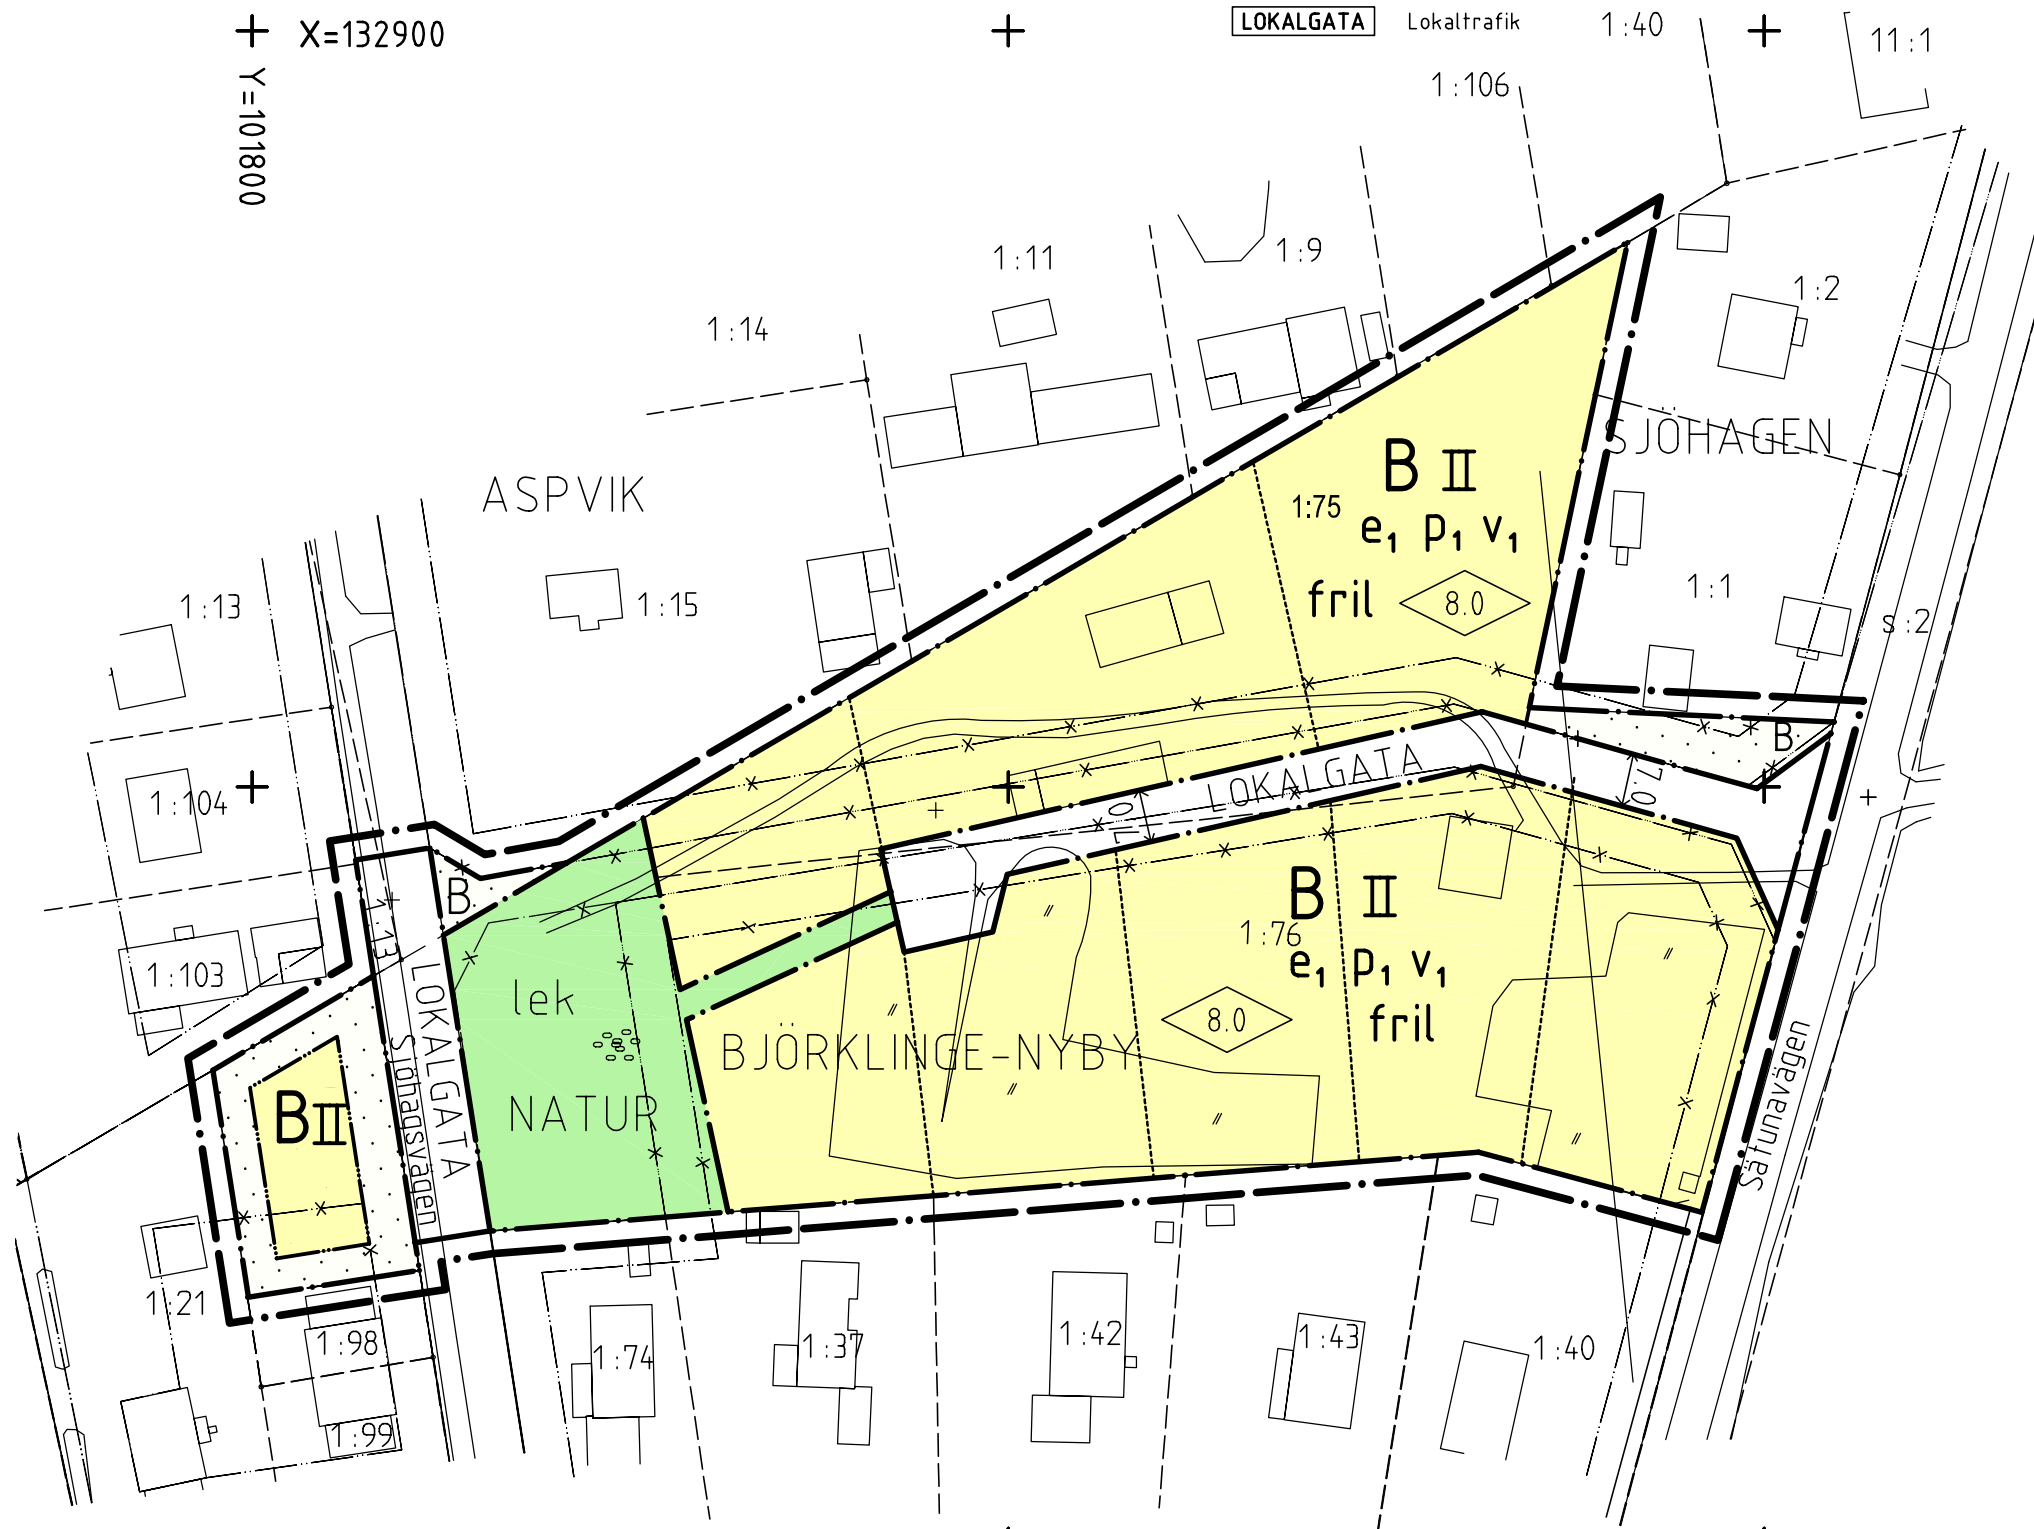 X=132900
LOKALGATA Lokaltrafik
1:40
11:1
Y=101800
1:106
1:11
1:9
1:2
1:14
SJÖHAGEN
B II
ASPVIK
1:75
e₁ p₁ v₁
1:13
1:15
fril
8.0
1:1
s:2
B
LOKALGATA
7.0
7.0
1:104
B
B II
1:76
e₁ p₁ v₁
7.13
1:103
lek
LOKALGATA
fril
8.0
BJÖRKLINGE-NYBY
Sjöhagsvägen
Sätunavägen
BII
NATUR
1:21
1:98
1:74
1:37
1:42
1:43
1:40
1:99